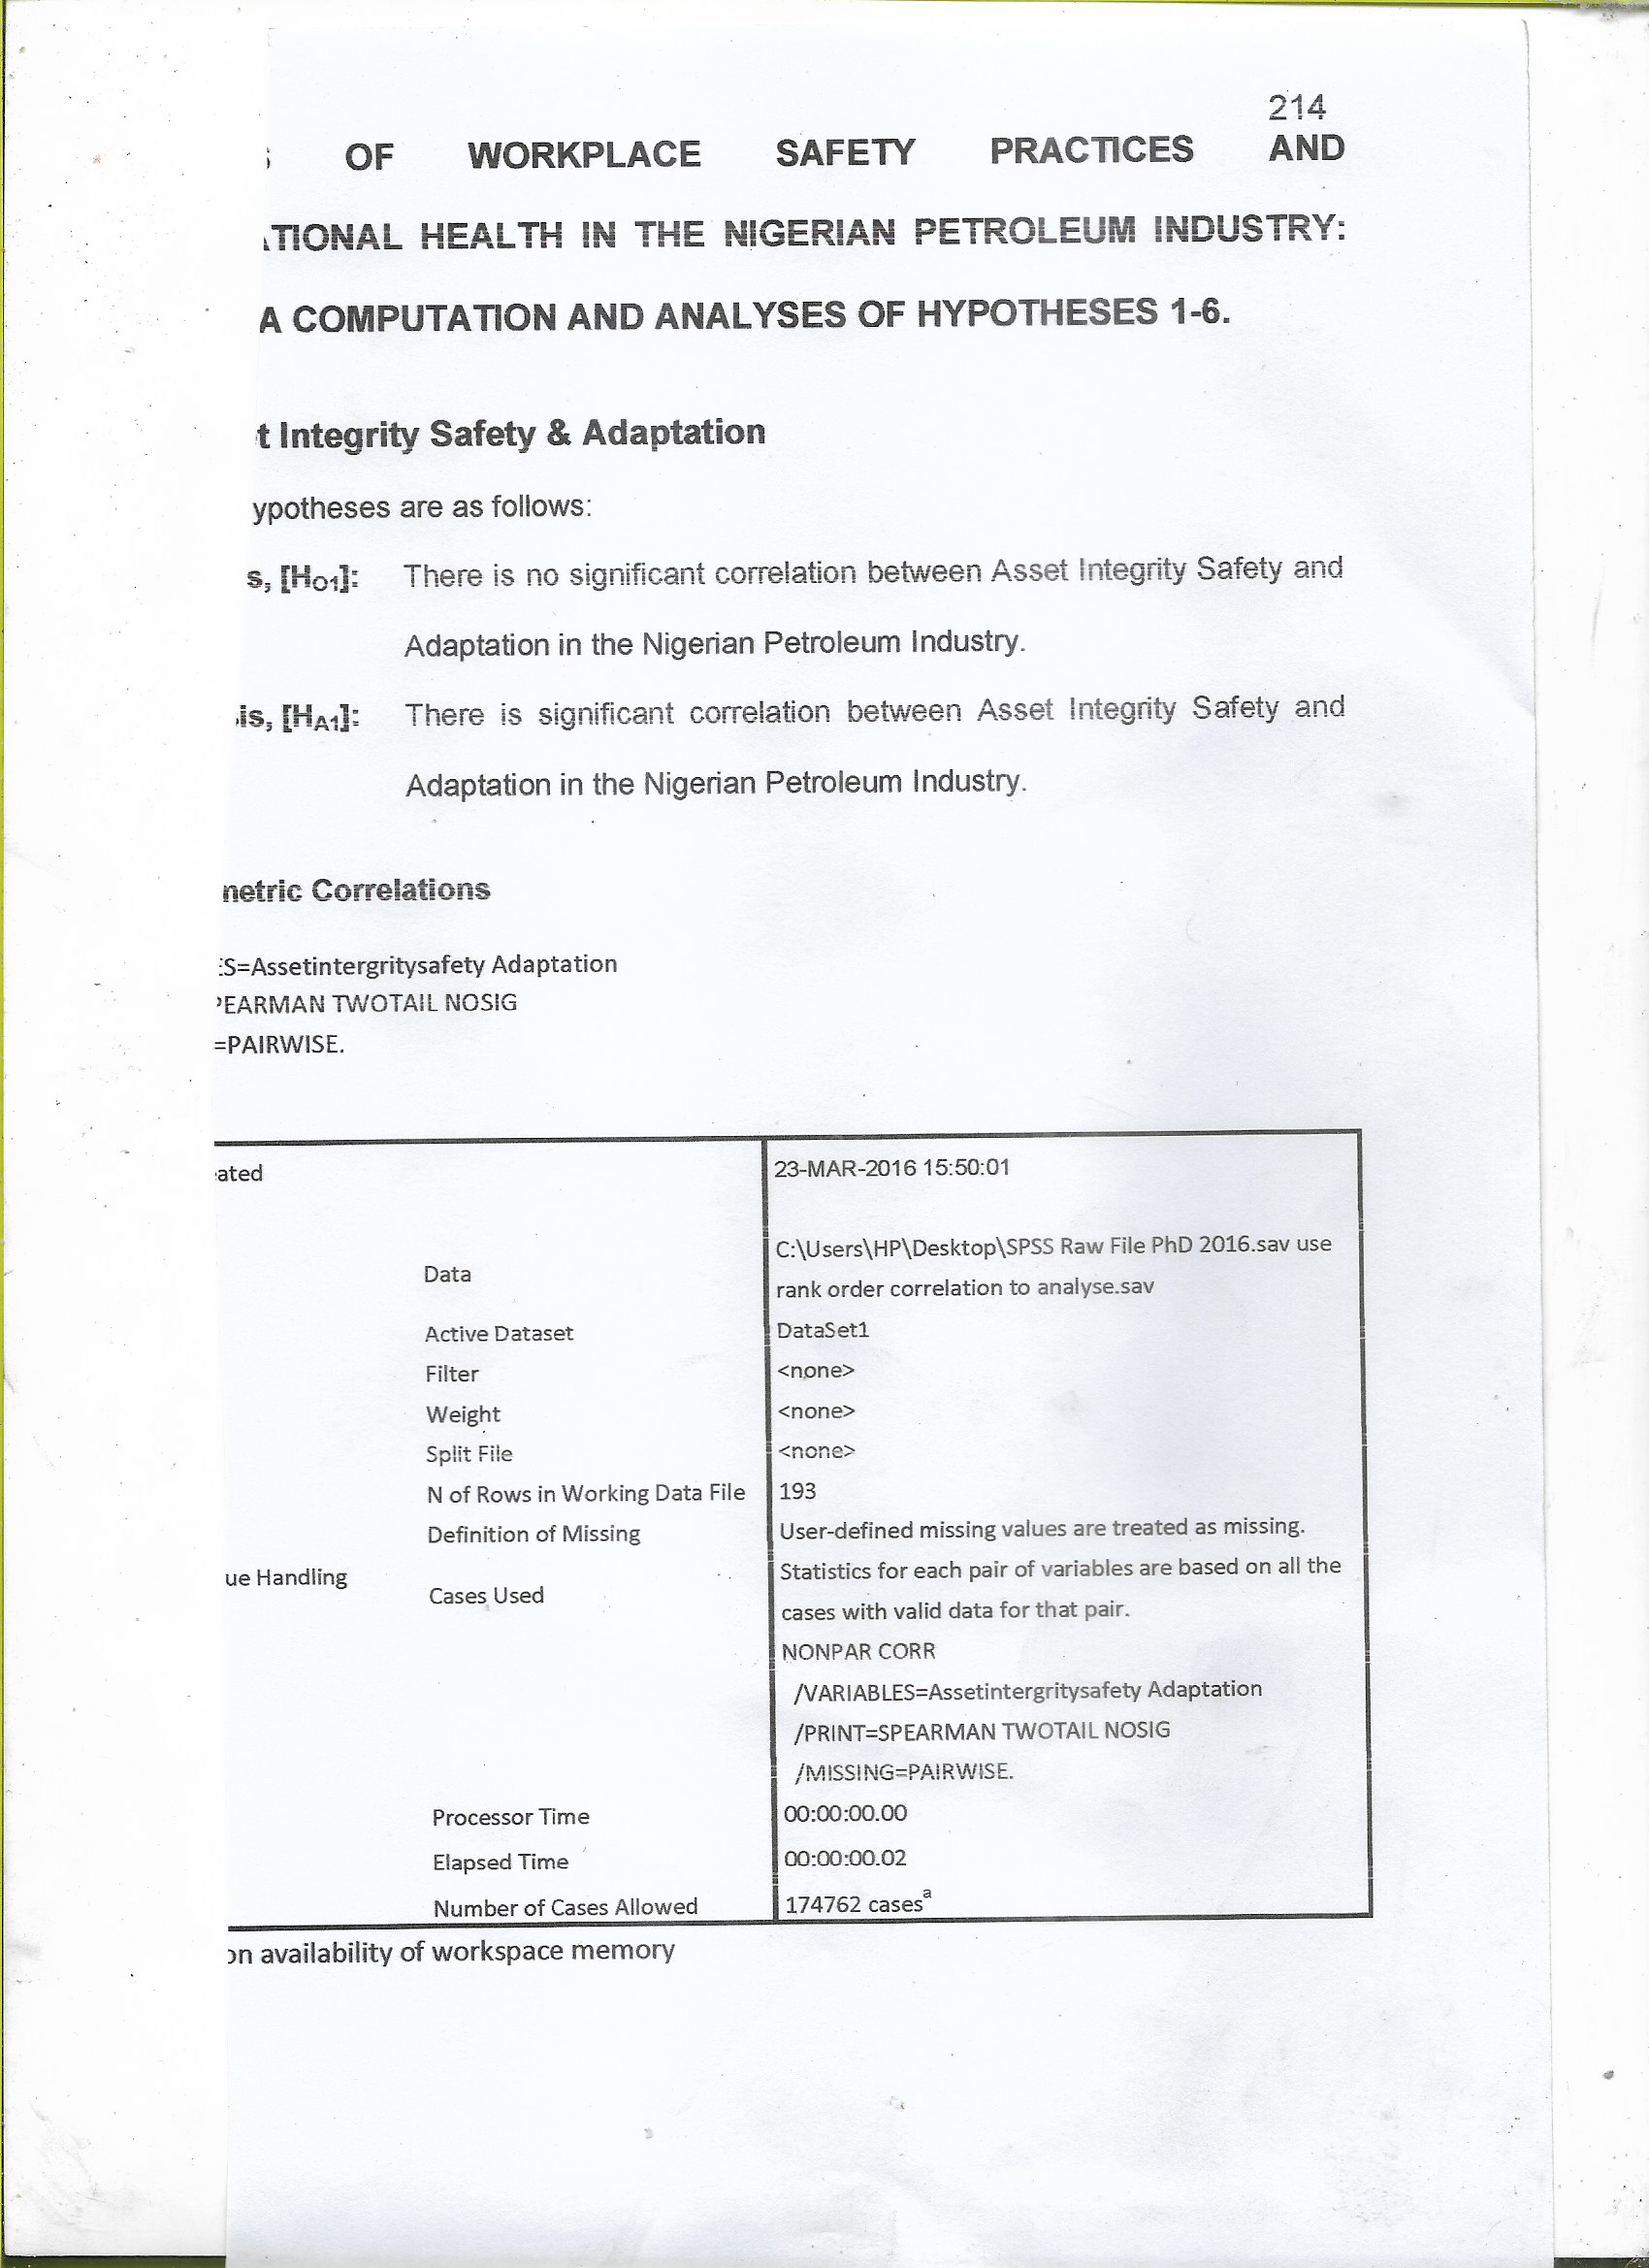 214
OF WORKPLACE SAFETY PRACTICES AND
TIONAL HEALTH IN THE NIGERIAN PETROLEUM INDUSTRY:
A COMPUTATION AND ANALYSES OF HYPOTHESES 1-6.
t Integrity Safety & Adaptation
ypotheses are as follows:
s, [HO1]: There is no significant correlation between Asset Integrity Safety and
Adaptation in the Nigerian Petroleum Industry.
is, [HA1]: There is significant correlation between Asset Integrity Safety and
Adaptation in the Nigerian Petroleum Industry.
metric Correlations
ES=Assetintergritysafety Adaptation
PEARMAN TWOTAIL NOSIG
=PAIRWISE.
ated 23-MAR-2016 15:50:01
Data C:\Users\HP\Desktop\SPSS Raw File PhD 2016.sav use
rank order correlation to analyse.sav
Active Dataset DataSet1
Filter <none>
Weight <none>
Split File <none>
N of Rows in Working Data File 193
Definition of Missing User-defined missing values are treated as missing.
ue Handling Cases Used Statistics for each pair of variables are based on all the
cases with valid data for that pair.
NONPAR CORR
/VARIABLES=Assetintergritysafety Adaptation
/PRINT=SPEARMAN TWOTAIL NOSIG
/MISSING=PAIRWISE.
Processor Time 00:00:00.00
Elapsed Time 00:00:00.02
Number of Cases Allowed 174762 casesa
on availability of workspace memory